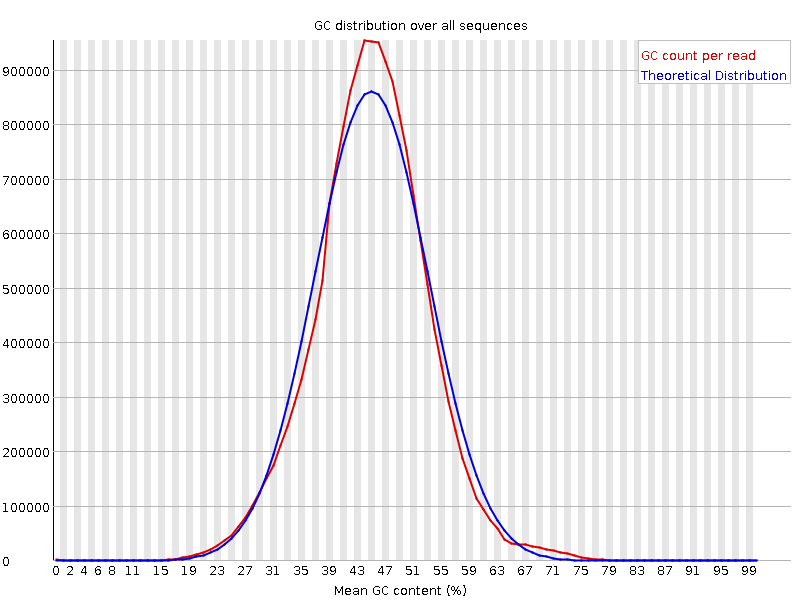 GC distribution over all sequences
GC count per read
Theoretical Distribution
900000
800000
700000
600000
500000
400000
300000
200000
100000
0
0 2 4 6 8 11 15 19 23 27 31 35 39 43 47 51 55 59 63 67 71 75 79 83 87 91 95 99
Mean GC content (%)